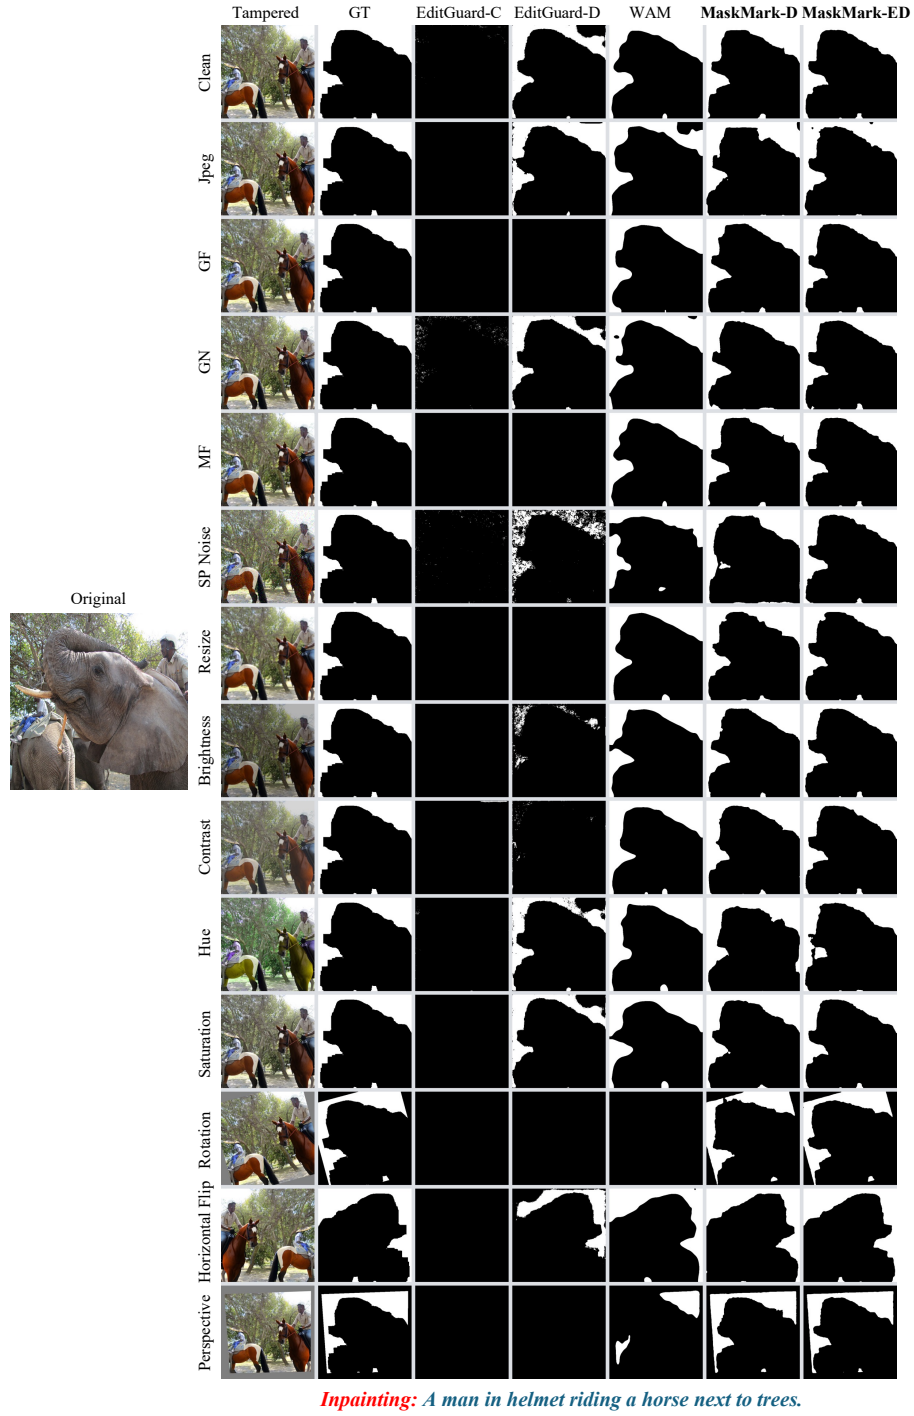 Tampered GT EditGuard-C EditGuard-D WAM MaskMark-D MaskMark-ED
Clean
Jpeg
GF
GN
MF
SP Noise
Original
Resize
Brightness
Contrast
Hue
Saturation
Rotation
Horizontal Flip
Perspective
Inpainting: A man in helmet riding a horse next to trees.